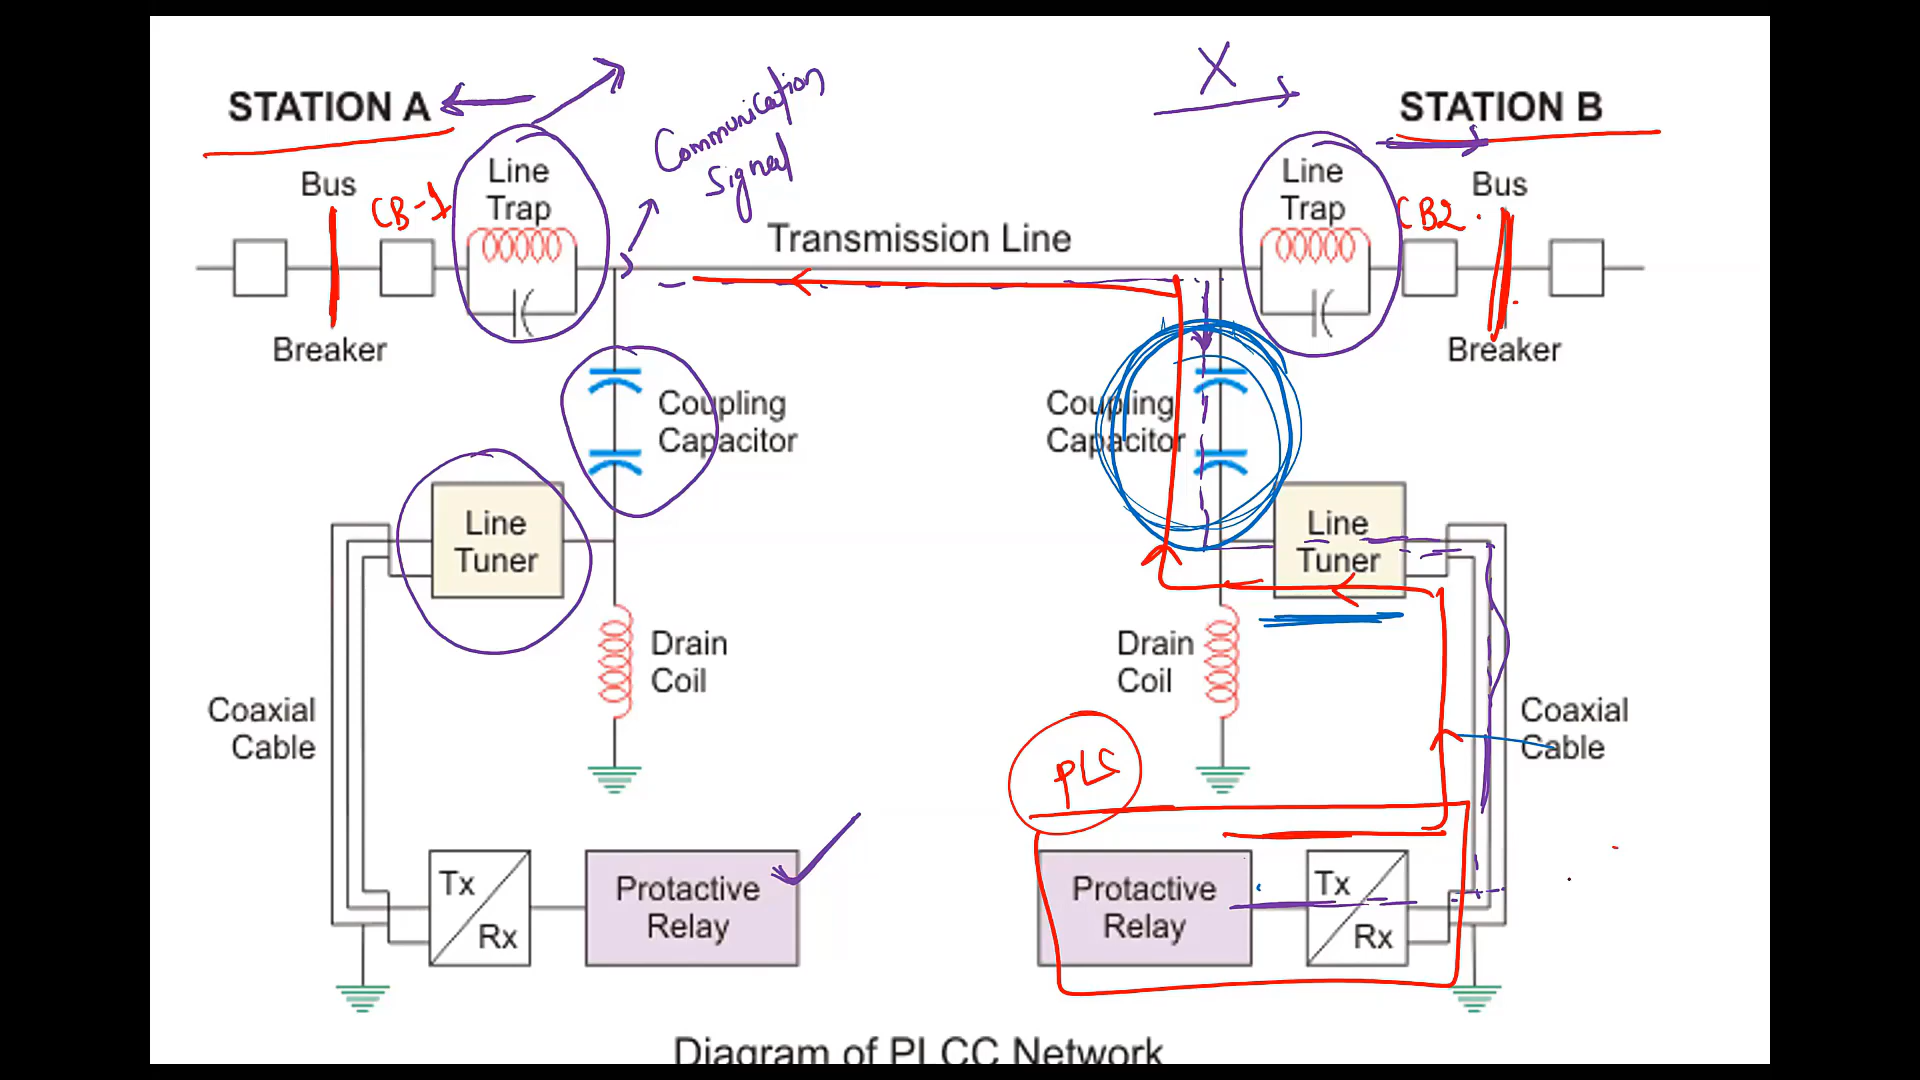 X
STATION A
Communication
Signal
STATION B
Bus
CB-1
Line
Trap
Transmission Line
Line
Trap
CB2
Bus
Breaker
Breaker
Coupling
Capacitor
Coupling
Capacitor
Line
Tuner
Line
Tuner
Drain
Coil
Drain
Coil
Coaxial
Cable
Coaxial
Cable
PLC
Tx
Rx
Protactive
Relay
Protactive
Relay
Tx
Rx
Diagram of PLCC Network